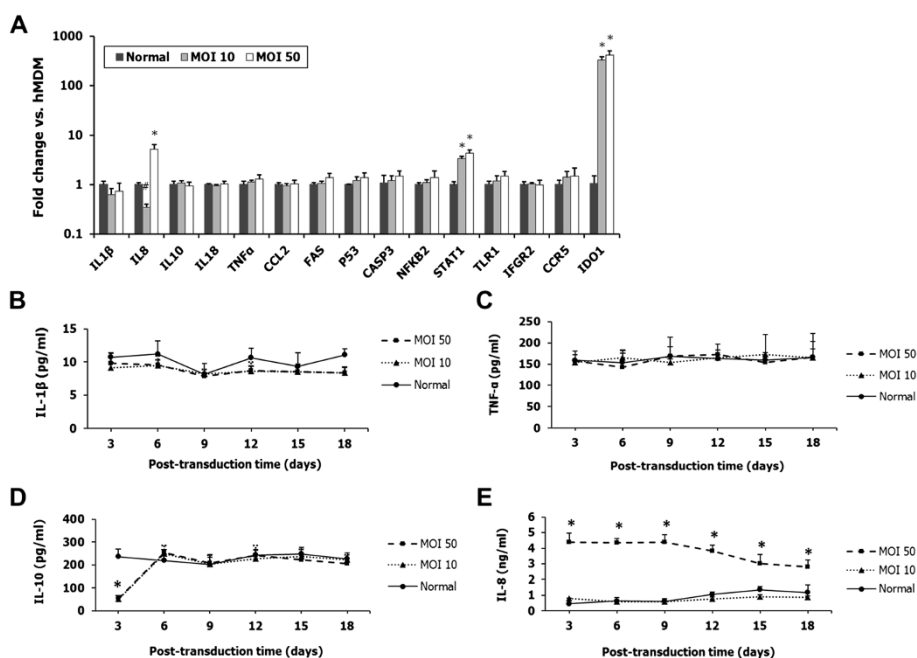 A
Fold change vs. hMDM
1000
100
10
1
0.1
Normal MOI 10 MOI 50
* # * * * *
IL1β IL8 IL10 IL18 TNFα CCL2 FAS P53 CASP3 NFKB2 STAT1 TLR1 IFGR2 CCR5 IDO1
B
IL-1β (pg/ml)
15
10
5
0
3 6 9 12 15 18
Post-transduction time (days)
MOI 50
MOI 10
Normal
C
TNF-α (pg/ml)
250
200
150
100
50
0
3 6 9 12 15 18
Post-transduction time (days)
MOI 50
MOI 10
Normal
D
IL-10 (pg/ml)
400
300
200
100
0
*
3 6 9 12 15 18
Post-transduction time (days)
MOI 50
MOI 10
Normal
E
IL-8 (ng/ml)
6
5
4
3
2
1
0
* * * * * *
3 6 9 12 15 18
Post-transduction time (days)
MOI 50
MOI 10
Normal